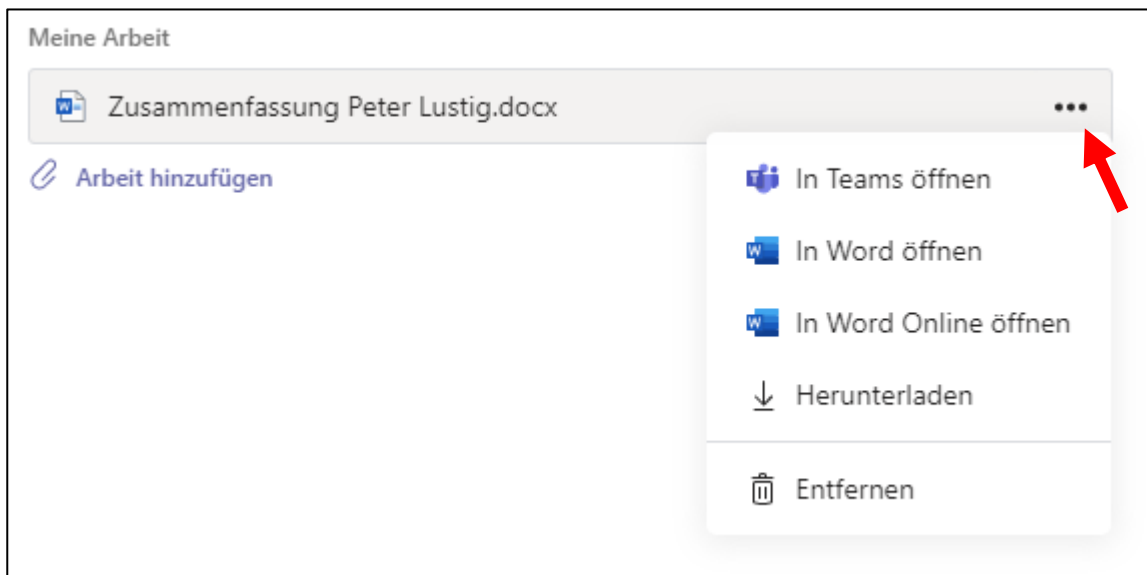 Meine Arbeit
Zusammenfassung Peter Lustig.docx
Arbeit hinzufügen
In Teams öffnen
In Word öffnen
In Word Online öffnen
Herunterladen
Entfernen